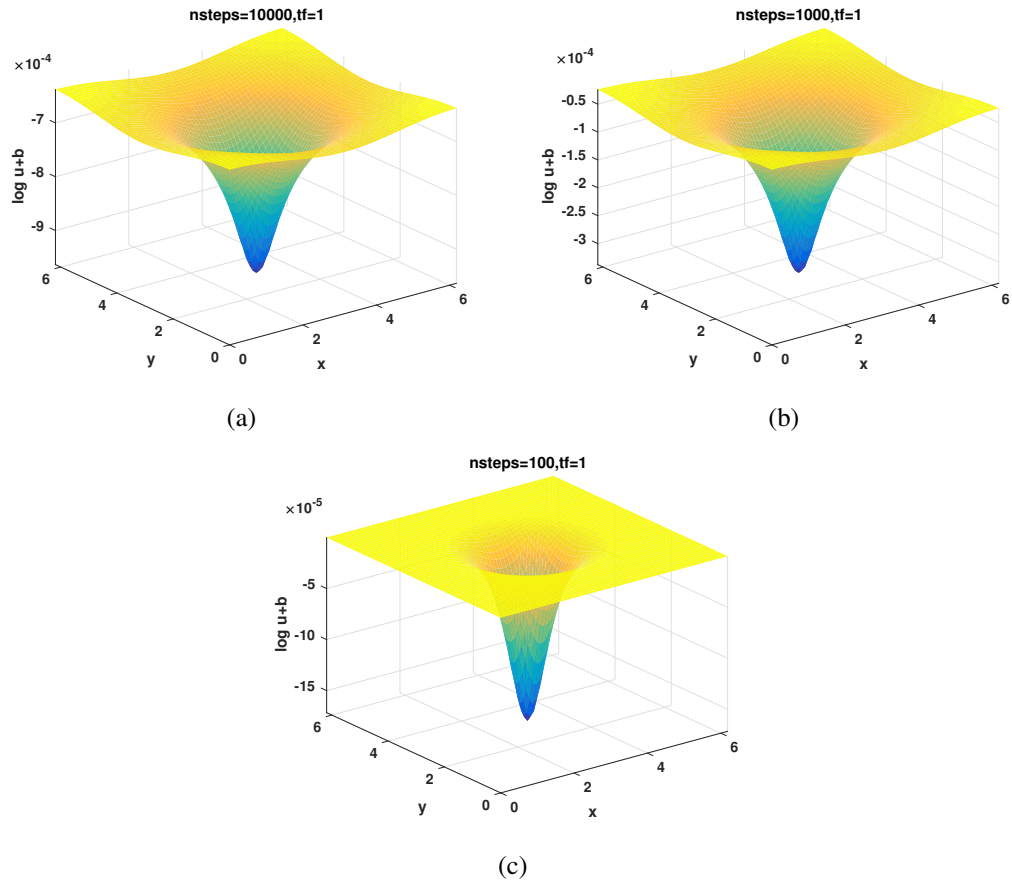 nsteps=10000,tf=1
×10-4
-7
-8
-9
log u+b
6
4
2
0
y
0
2
4
6
x
(a)
nsteps=1000,tf=1
×10-4
-0.5
-1
-1.5
-2
-2.5
-3
log u+b
6
4
2
0
y
0
2
4
6
x
(b)
nsteps=100,tf=1
×10-5
-5
-10
-15
log u+b
6
4
2
0
y
0
2
4
6
x
(c)